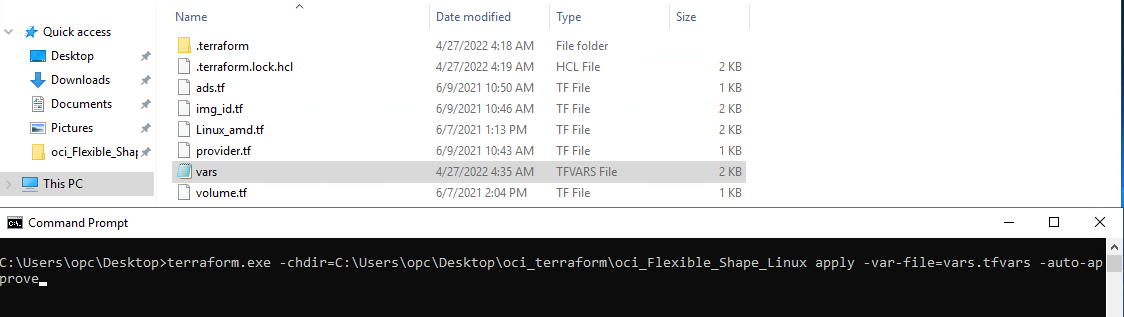 Name Date modified Type Size
Quick access
.terraform 4/27/2022 4:18 AM File folder
Desktop
.terraform.lock.hcl 4/27/2022 4:19 AM HCL File 2 KB
Downloads
ads.tf 6/9/2021 10:50 AM TF File 1 KB
Documents
img_id.tf 6/9/2021 10:46 AM TF File 2 KB
Pictures
Linux_amd.tf 6/7/2021 1:13 PM TF File 2 KB
oci_Flexible_Shap
provider.tf 6/9/2021 10:43 AM TF File 1 KB
This PC
vars 4/27/2022 4:35 AM TFVARS File 2 KB
volume.tf 6/7/2021 2:04 PM TF File 1 KB
C:\. Command Prompt
C:\Users\opc\Desktop>terraform.exe -chdir=C:\Users\opc\Desktop\oci_terraform\oci_Flexible_Shape_Linux apply -var-file=vars.tfvars -auto-ap
prove